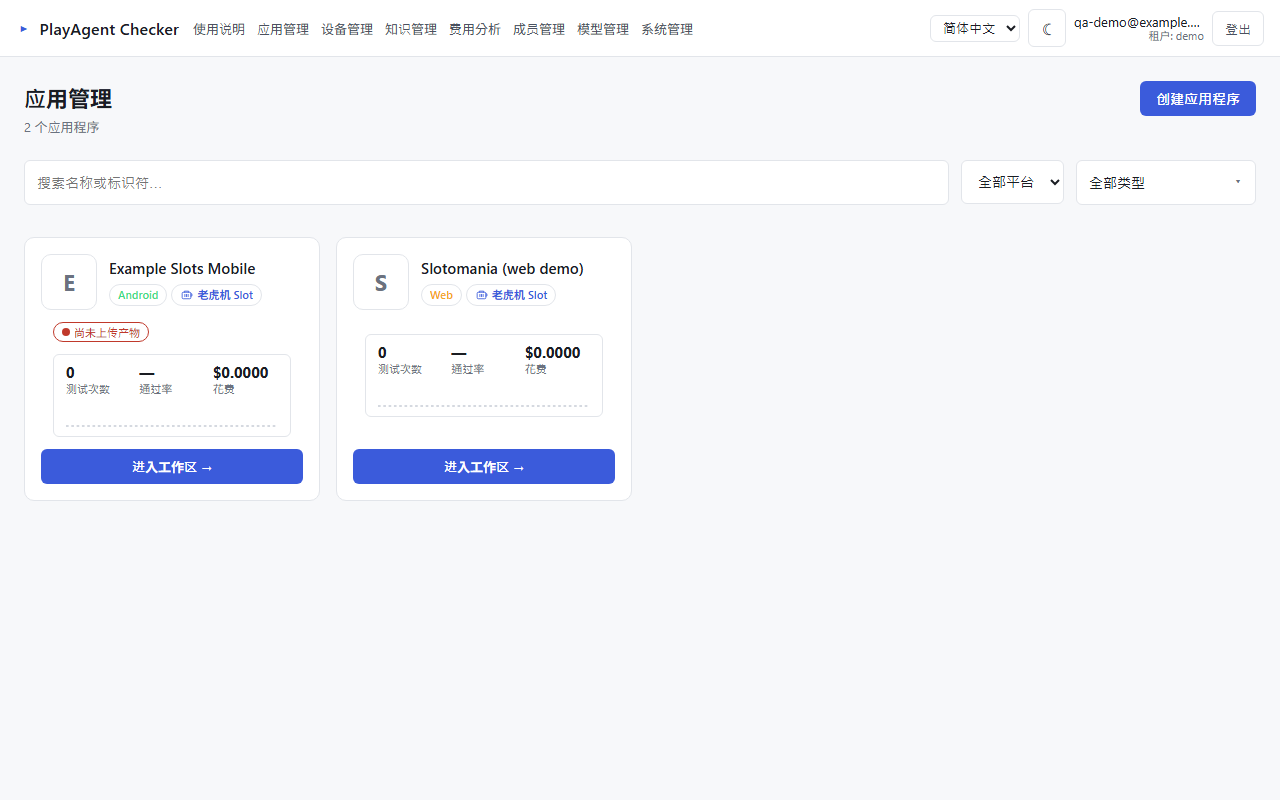 PlayAgent Checker 使用说明 应用管理 设备管理 知识管理 费用分析 成员管理 模型管理 系统管理 简体中文 qa-demo@example.... 登出
租户: demo
应用管理 创建应用程序
2 个应用程序
搜索名称或标识符... 全部平台 全部类型
E Example Slots Mobile
Android 老虎机 Slot
尚未上传产物
0 — $0.0000
测试次数 通过率 花费
进入工作区 →
S Slotomania (web demo)
Web 老虎机 Slot
0 — $0.0000
测试次数 通过率 花费
进入工作区 →